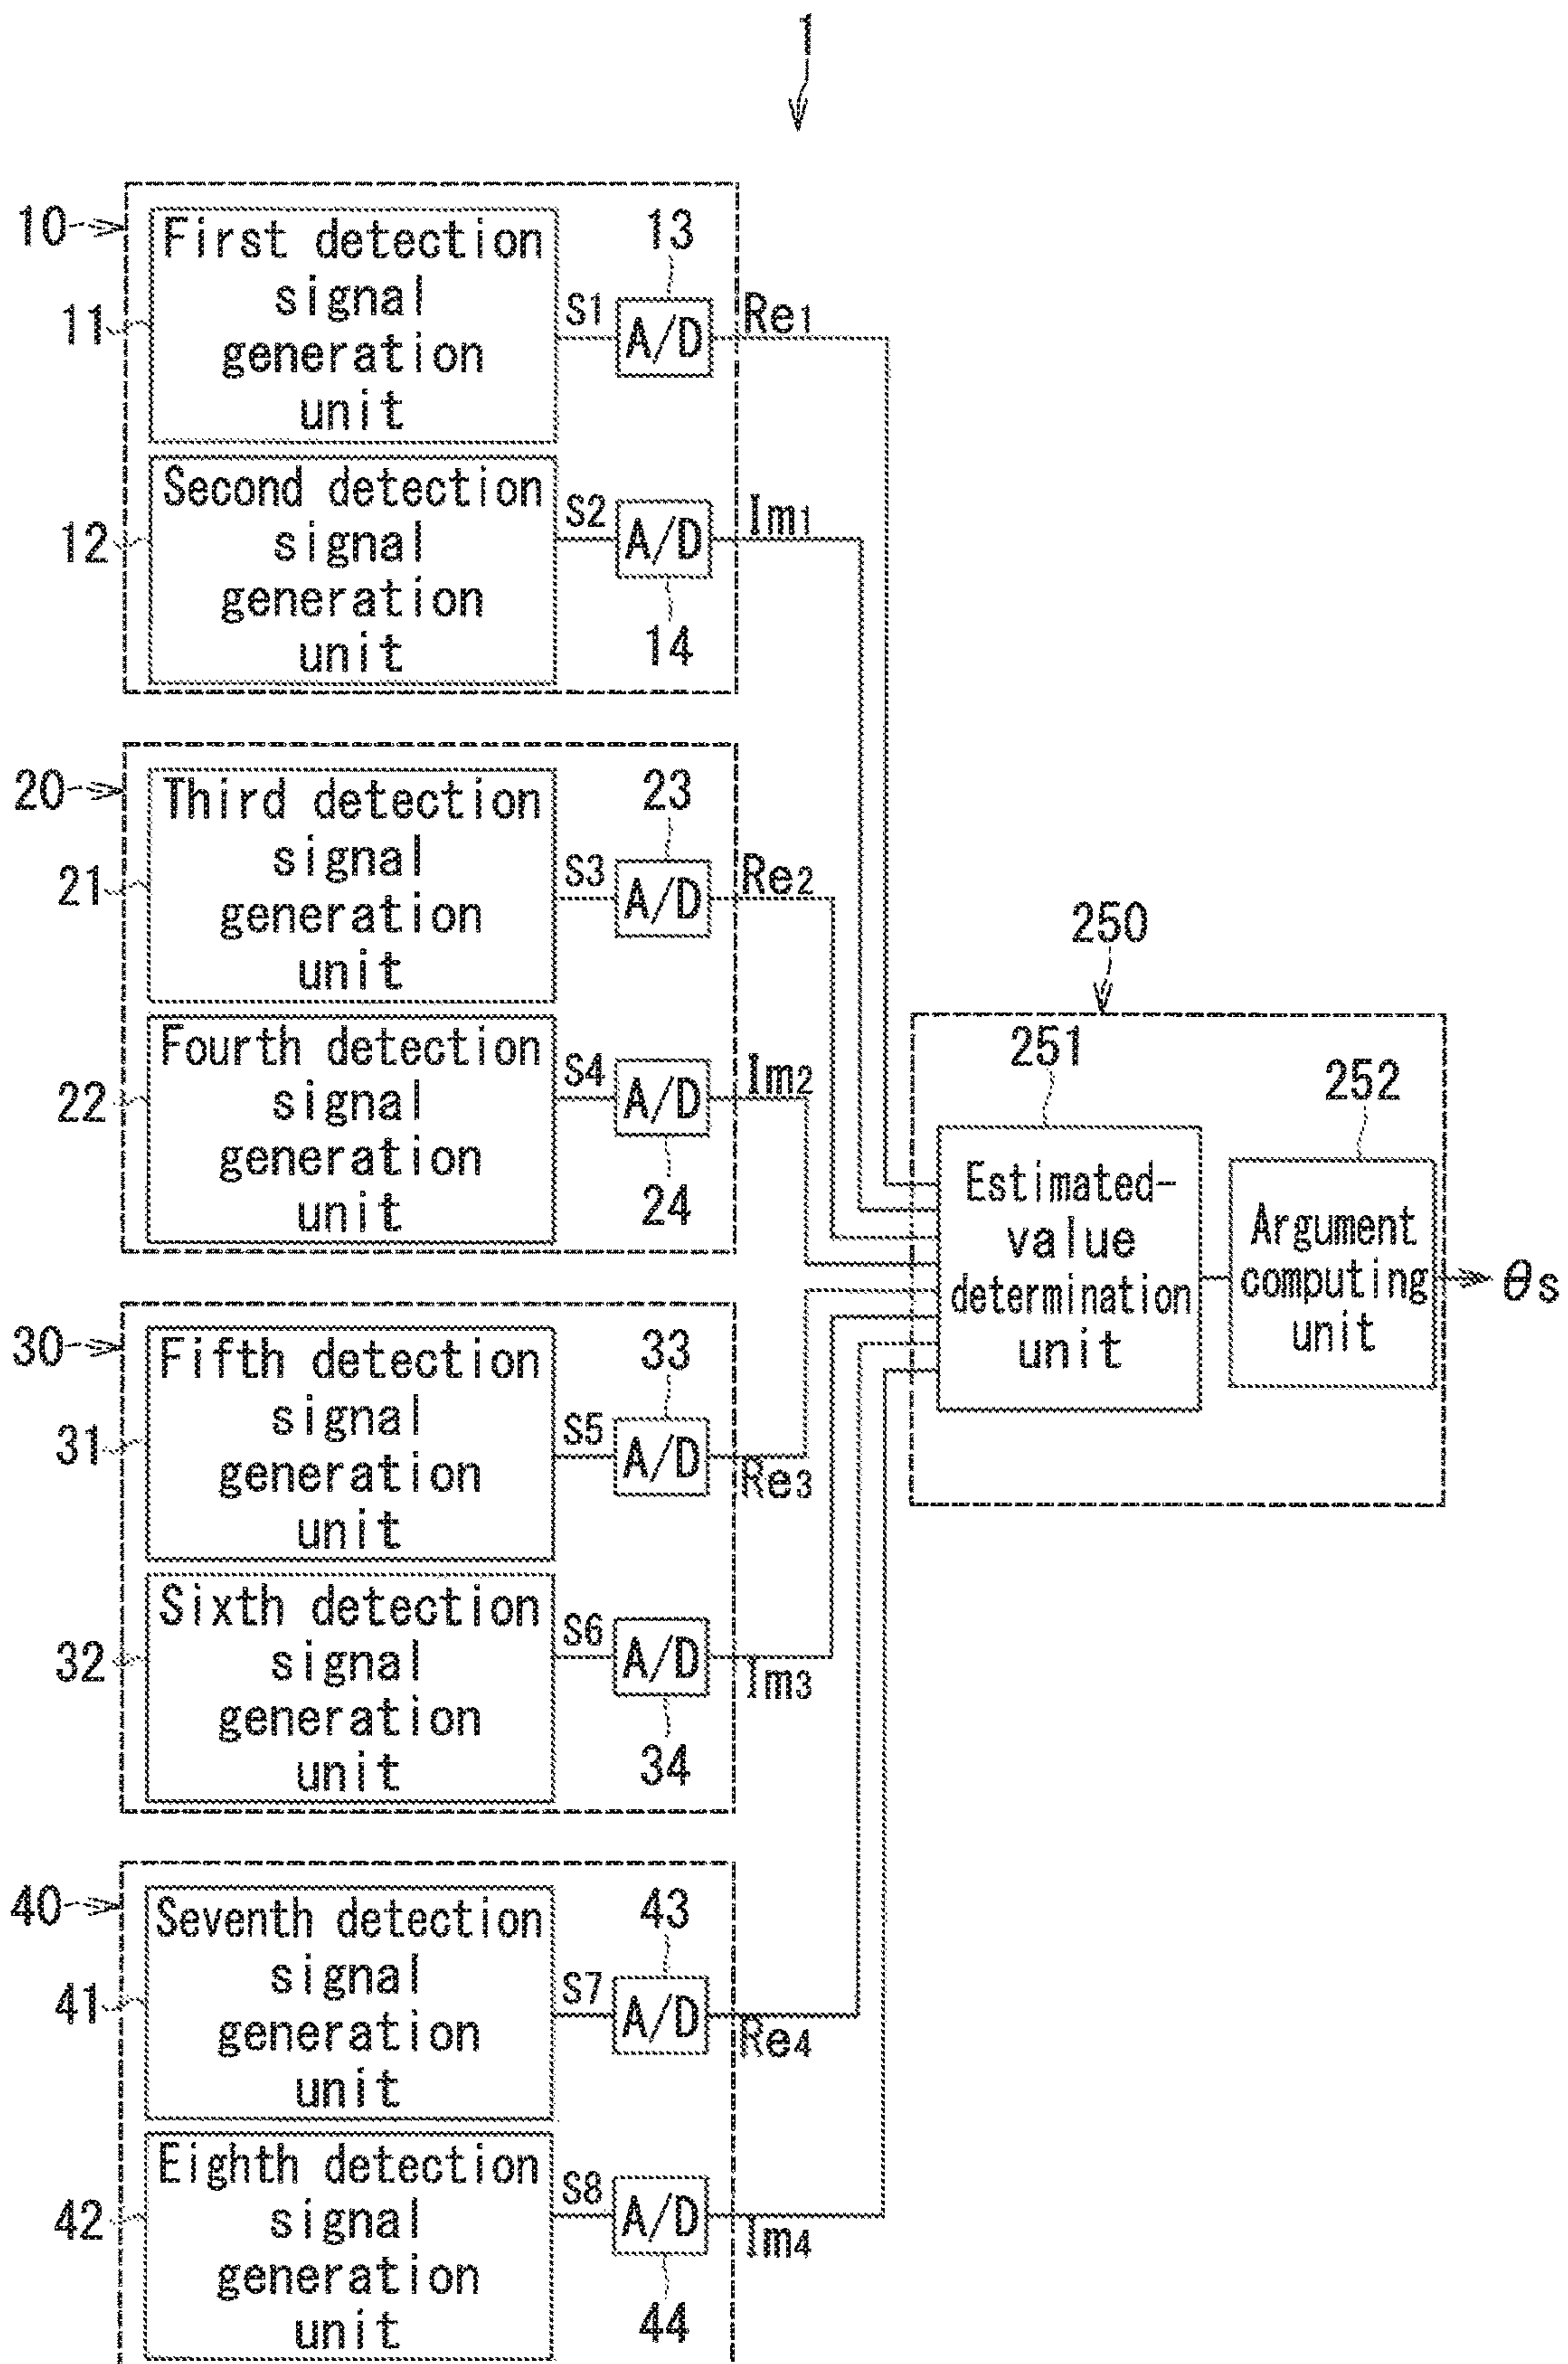 1
10
First detection
signal
generation
unit
11
S1
13
A/D
Re1
Second detection
signal
generation
unit
12
S2
A/D
14
Im1
20
Third detection
signal
generation
unit
21
S3
23
A/D
Re2
Fourth detection
signal
generation
unit
22
S4
A/D
24
Im2
30
Fifth detection
signal
generation
unit
31
S5
33
A/D
Re3
Sixth detection
signal
generation
unit
32
S6
A/D
34
Im3
40
Seventh detection
signal
generation
unit
41
S7
43
A/D
Re4
Eighth detection
signal
generation
unit
42
S8
A/D
44
Im4
250
251
Estimated-
value
determination
unit
252
Argument
computing
unit
θs